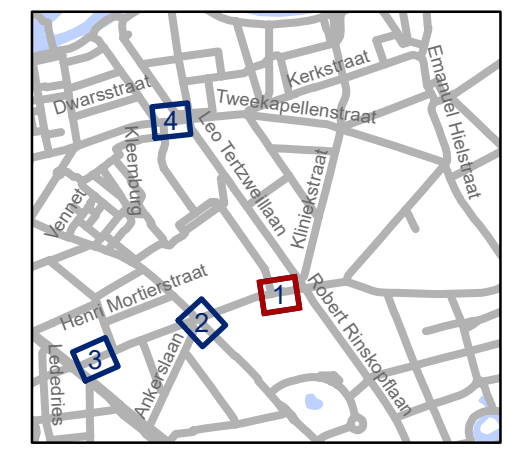 Kerkstraat
Emanuel Hielstraat
Dwarsstraat
Tweekapellenstraat
4
Leo Tertzweillaan
Kleemburg
Kliniekstraat
Vennet
Henri Mortierstraat
1
Robert Rinskopflaan
2
3
Ankerslaan
Lededries